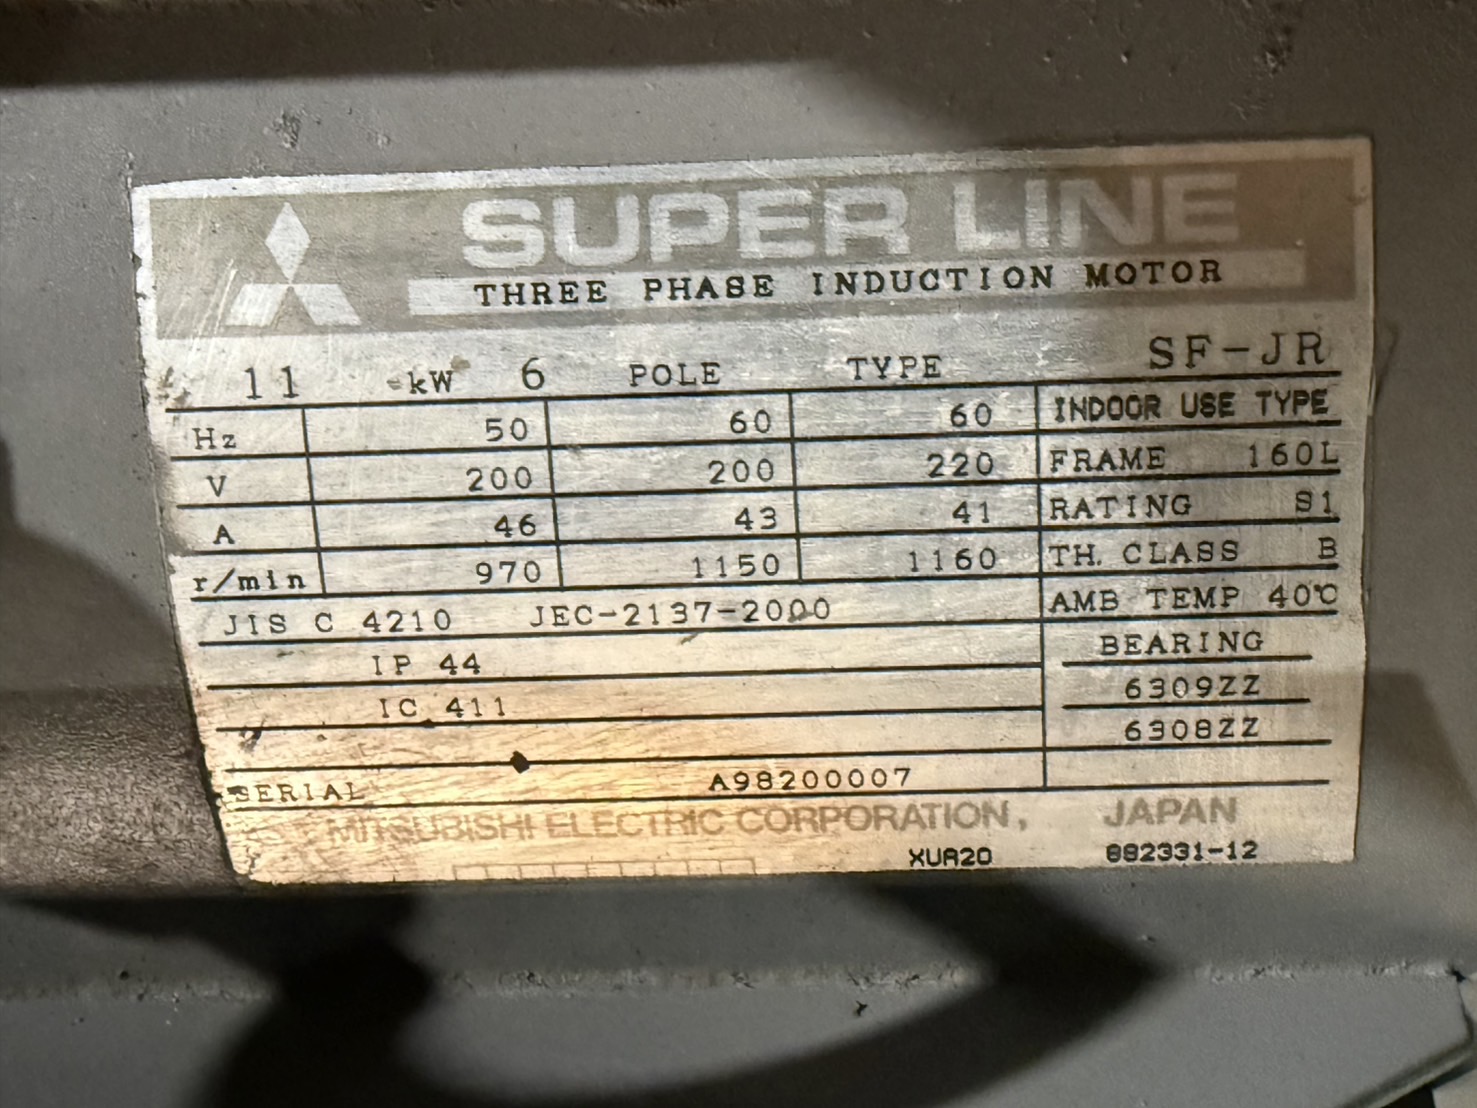 SUPER LINE
THREE PHASE INDUCTION MOTOR
11 kW 6 POLE TYPE SF-JR
Hz 50 60 60 INDOOR USE TYPE
V 200 200 220 FRAME 160L
A 46 43 41 RATING S1
r/min 970 1150 1160 TH. CLASS B
JIS C 4210 JEC-2137-2000 AMB TEMP 40℃
IP 44 BEARING
IC 411 6309ZZ
6308ZZ
SERIAL A98200007
MITSUBISHI ELECTRIC CORPORATION, JAPAN
XUA20 882331-12